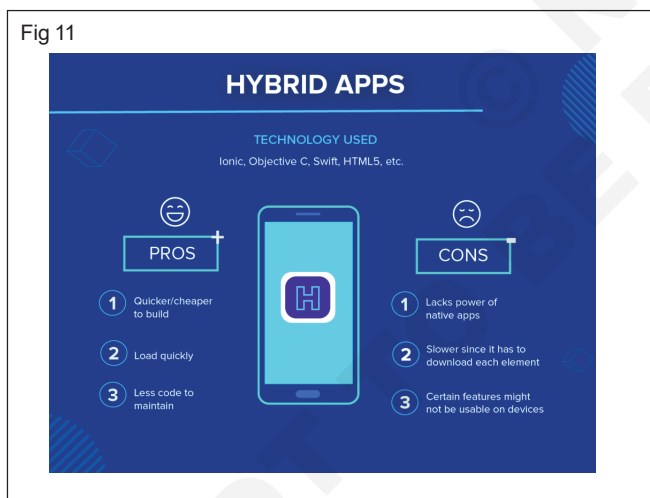 Fig 11
HYBRID APPS
TECHNOLOGY USED
Ionic, Objective C, Swift, HTML5, etc.
PROS
1 Quicker/cheaper
to build
2 Load quickly
3 Less code to
maintain
H
CONS
1 Lacks power of
native apps
2 Slower since it has to
download each element
3 Certain features might
not be usable on devices